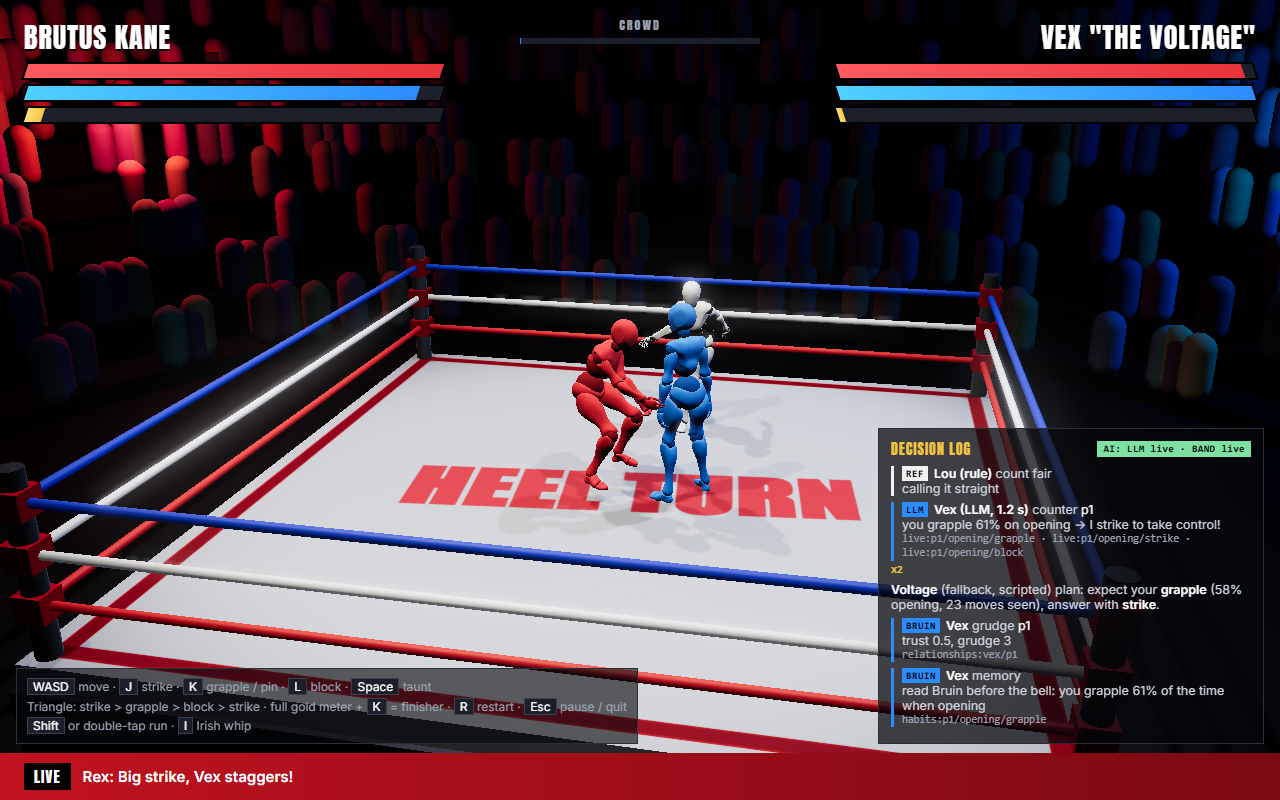 BRUTUS KANE
CROWD
VEX "THE VOLTAGE"
HEEL TURN
DECISION LOG
AI: LLM live · BAND live
REF Lou (rule) count fair
calling it straight
LLM Vex (LLM, 1.2 s) counter p1
you grapple 61% on opening → I strike to take control!
live:p1/opening/grapple · live:p1/opening/strike ·
live:p1/opening/block
x2
Voltage (fallback, scripted) plan: expect your grapple (58%
opening, 23 moves seen), answer with strike.
BRUIN Vex grudge p1
trust 0.5, grudge 3
relationships:vex/p1
BRUIN Vex memory
read Bruin before the bell: you grapple 61% of the time
when opening
habits:p1/opening/grapple
WASD move · J strike · K grapple / pin · L block · Space taunt
Triangle: strike > grapple > block > strike · full gold meter + K = finisher · R restart · Esc pause / quit
Shift or double-tap run · I Irish whip
LIVE Rex: Big strike, Vex staggers!